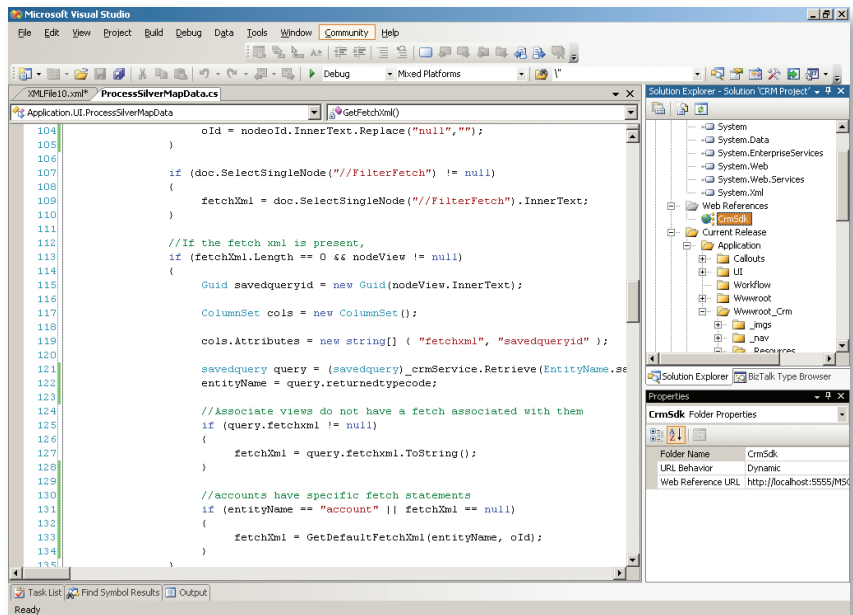 Microsoft Visual Studio
File Edit View Project Build Debug Data Tools Window Community Help
Debug Mixed Platforms \"
XMLFile10.xml* ProcessSilverMapData.cs
Application.UI.ProcessSilverMapData GetFetchXml()
104 oId = nodeoId.InnerText.Replace("null","");
105 }
106
107 if (doc.SelectSingleNode("//FilterFetch") != null)
108 {
109 fetchXml = doc.SelectSingleNode("//FilterFetch").InnerText;
110 }
111
112 //If the fetch xml is present,
113 if (fetchXml.Length == 0 && nodeView != null)
114 {
115 Guid savedqueryid = new Guid(nodeView.InnerText);
116
117 ColumnSet cols = new ColumnSet();
118
119 cols.Attributes = new string[] { "fetchxml", "savedqueryid" };
120
121 savedquery query = (savedquery)_crmService.Retrieve(EntityName.sa
122 entityName = query.returnedtypecode;
123
124 //Associate views do not have a fetch associated with them
125 if (query.fetchxml != null)
126 {
127 fetchXml = query.fetchxml.ToString();
128 }
129
130 //accounts have specific fetch statements
131 if (entityName == "account" || fetchXml == null)
132 {
133 fetchXml = GetDefaultFetchXml(entityName, oId);
134 }
135 }
Solution Explorer - Solution 'CRM Project'
System
System.Data
System.EnterpriseServices
System.Web
System.Web.Services
System.Xml
Web References
CrmSdk
Current Release
Application
Callouts
UI
Workflow
Wwwroot
Wwwroot_Crm
_imgs
_nav
Resources
Solution Explorer BizTalk Type Browser
Properties
CrmSdk Folder Properties
Folder Name CrmSdk
URL Behavior Dynamic
Web Reference URL http://localhost:5555/MSC
Task List Find Symbol Results Output
Ready